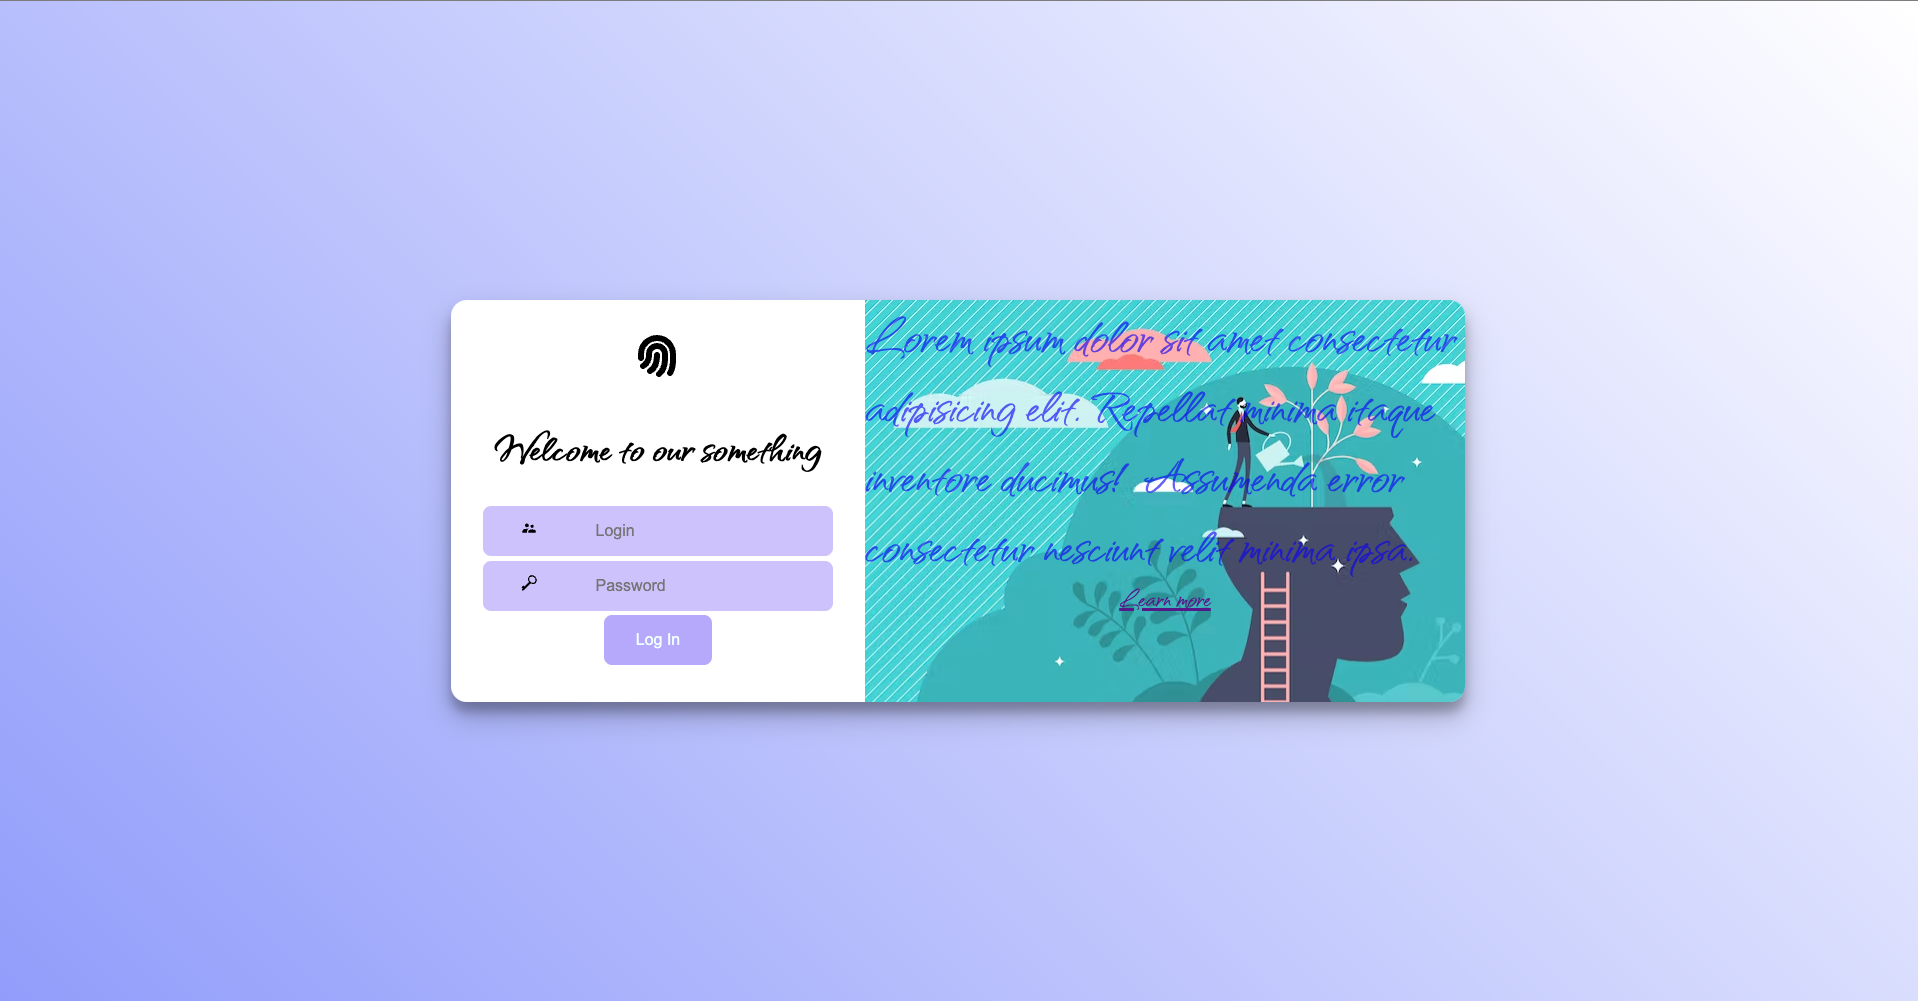 Welcome to our something
Login
Password
Log In
Lorem ipsum dolor sit amet consectetur
adipisicing elit. Repellat minima itaque
inventore ducimus! Assumenda error
consectetur nesciunt velit minima ipsa.
Learn more